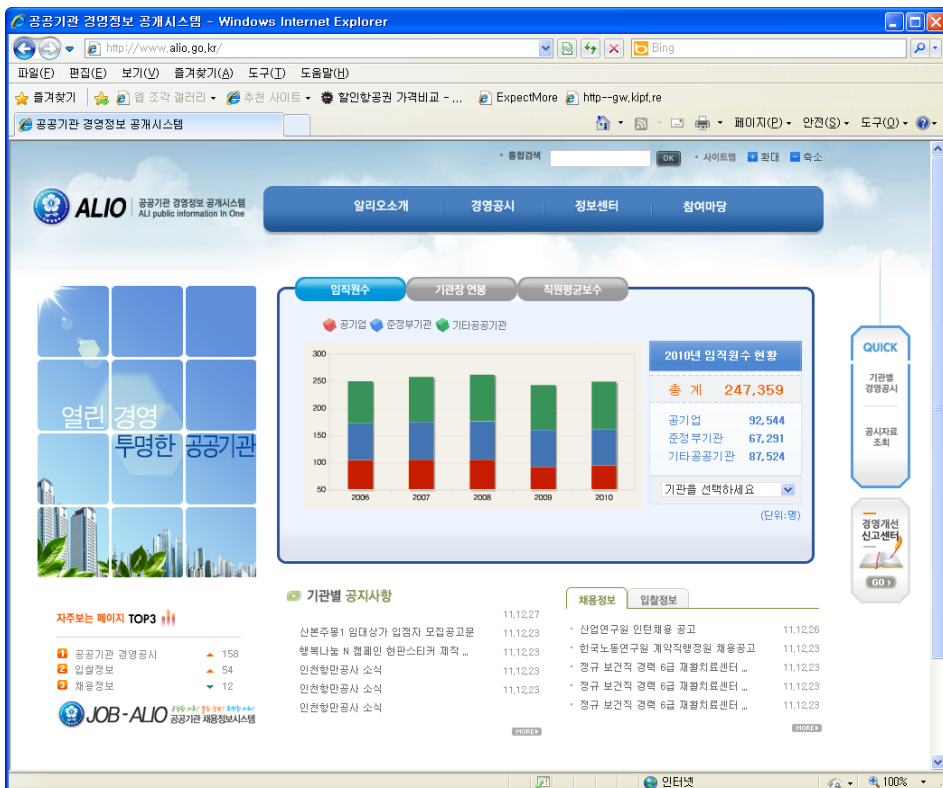 공공기관 경영정보 공개시스템 - Windows Internet Explorer
http://www.alio.go.kr/
Bing
파일(F) 편집(E) 보기(V) 즐겨찾기(A) 도구(T) 도움말(H)
즐겨찾기 웹 조각 갤러리 추천 사이트 할인항공권 가격비교 - ... ExpectMore http--gw.kipf.re
공공기관 경영정보 공개시스템
페이지(P) 안전(S) 도구(O)
통합검색 OK 사이트맵 확대 축소
ALIO 공공기관 경영정보 공개시스템
ALI public information In One
알리오소개 경영공시 정보센터 참여마당
임직원수 기관장 연봉 직원평균보수
공기업 준정부기관 기타공공기관
300
250
200
150
100
50
2006 2007 2008 2009 2010
2010년 임직원수 현황
총 계 247,359
공기업 92,544
준정부기관 67,291
기타공공기관 87,524
기관을 선택하세요
(단위:명)
열린 경영
투명한 공공기관
QUICK
기관별
경영공시
공시자료
조회
경영개선
신고센터
GO
자주보는 페이지 TOP3
1 공공기관 경영공시 158
2 입찰정보 54
3 채용정보 12
JOB-ALIO 공공기관 채용정보시스템
기관별 공지사항
11,12,27
산본주몽1 임대상가 입점자 모집공고문 11,12,23
행복나눔 N 캠페인 현판스티커 제작 ... 11,12,23
인천항만공사 소식 11,12,23
인천항만공사 소식 11,12,23
인천항만공사 소식
MORE
채용정보 입찰정보
산업연구원 인턴채용 공고 11,12,26
한국노동연구원 계약직행정원 채용공고 11,12,23
정규 보건직 경력 6급 재활치료센터 ... 11,12,23
정규 보건직 경력 6급 재활치료센터 ... 11,12,23
정규 보건직 경력 6급 재활치료센터 ... 11,12,23
MORE
인터넷 100%